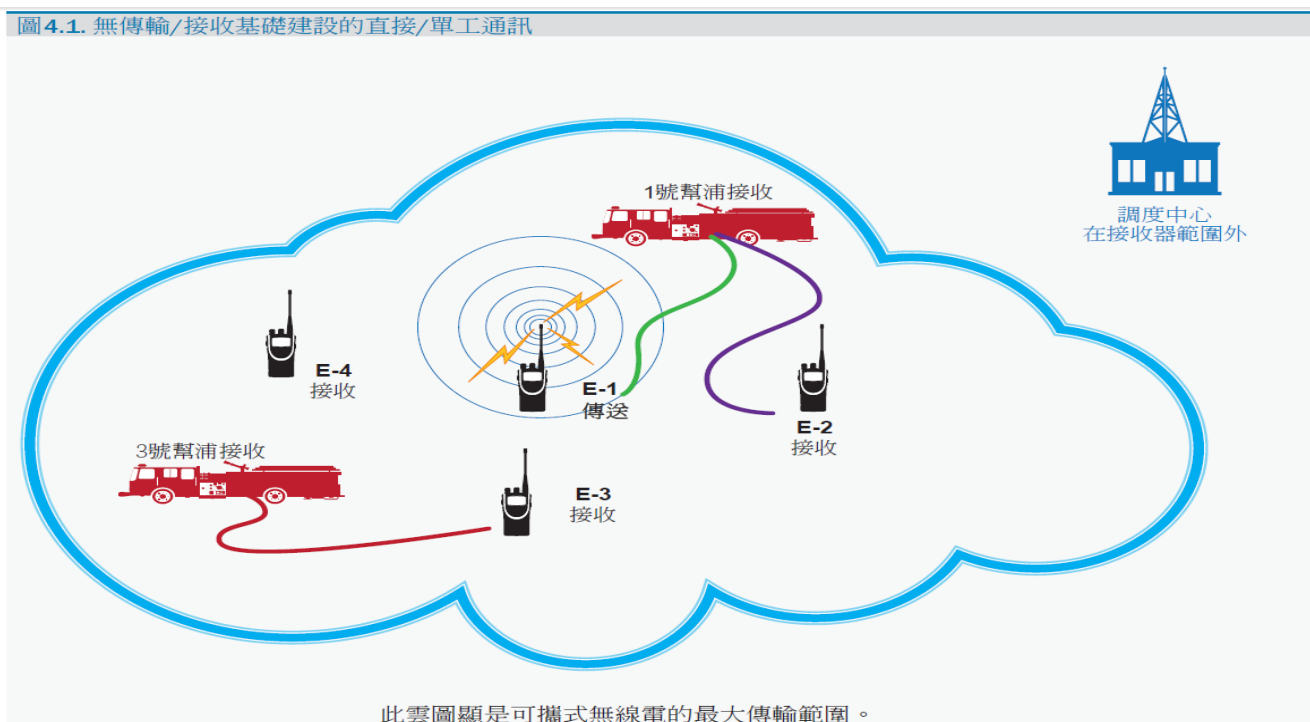 圖4.1. 無傳輸/接收基礎建設的直接/單工通訊
1號幫浦接收
調度中心
在接收器範圍外
E-4
接收
E-1
傳送
E-2
接收
3號幫浦接收
E-3
接收
此雲圖顯是可攜式無線電的最大傳輸範圍。